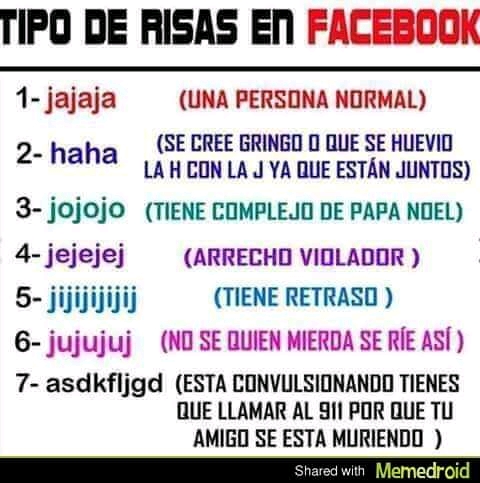 TIPO DE RISAS EN FACEBOOK
1- jajaja (UNA PERSONA NORMAL)
2- haha (SE CREE GRINGO O QUE SE HUEVIO
LA H CON LA J YA QUE ESTÁN JUNTOS)
3- jojojo (TIENE COMPLEJO DE PAPA NOEL)
4- jejejej (ARRECHO VIOLADOR )
5- jijijijijij (TIENE RETRASO )
6- jujujuj (NO SE QUIEN MIERDA SE RÍE ASÍ )
7- asdkfljgd (ESTA CONVULSIONANDO TIENES
QUE LLAMAR AL 911 POR QUE TU
AMIGO SE ESTA MURIENDO )
Shared with Memedroid